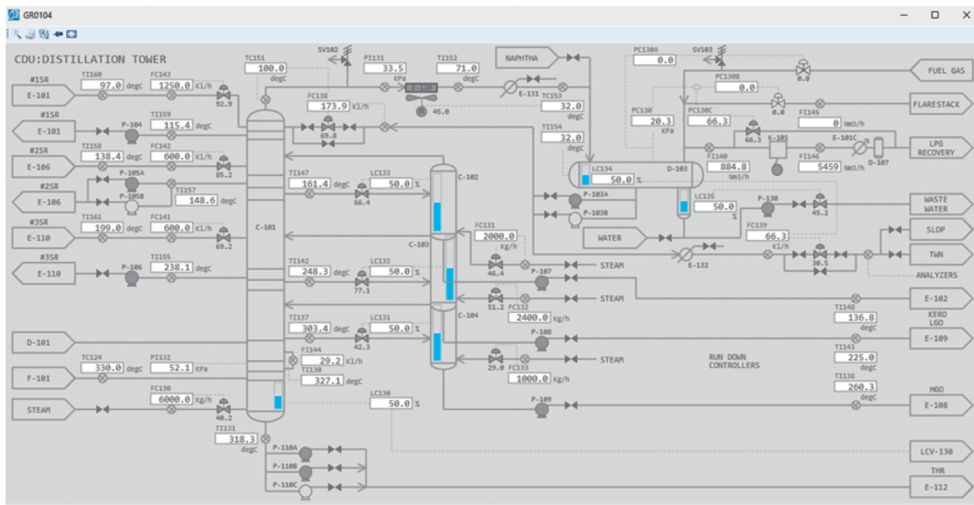 GR0104
CDU:DISTILLATION TOWER
#1SR
E-101
TI160
97.0 degC
FC143
1250.0 Kl/h
92.9
#1SR
E-101
P-104
TI159
115.4 degC
#2SR
E-106
TI158
138.4 degC
FC142
600.0 Kl/h
85.2
#2SR
E-106
P-105A
P-105B
TI157
148.6 degC
#3SR
E-110
TI161
199.0 degC
FC141
600.0 Kl/h
69.2
#3SR
E-110
P-106
TI155
238.1 degC
D-101
F-101
TC124
330.0 degC
PI132
52.1 KPa
STEAM
FC130
6000.0 Kg/h
40.2
TI131
318.3 degC
P-110A
P-110B
P-110C
C-101
TC151
100.0 degC
SV102
PI131
33.5 KPa
TI152
71.0 degC
45.0
FC138
173.9 Kl/h
69.8
TC153
32.0 degC
NAPHTHA
E-131
TI147
161.4 degC
LC133
50.0 %
66.4
C-102
TI142
248.3 degC
LC132
50.0 %
77.1
C-103
TI137
303.4 degC
LC131
50.0 %
42.3
C-104
FI144
29.2 Kl/h
TI130
327.1 degC
LC130
50.0 %
FC131
2000.0 Kg/h
46.4
STEAM
P-107
51.2
STEAM
FC132
2400.0 Kg/h
P-108
29.0
STEAM
FC133
1000.0 Kg/h
P-109
TI154
32.0 degC
LC134
50.0 %
D-103
P-103A
P-103B
WATER
E-132
PC130A
0.0
SV103
0.0
PC130B
0.0
0.0
PC130
20.3 KPa
PC130C
66.3
66.3
K-101
FI145
0 Nm3/h
E-101C
D-107
FI140
884.8 Nm3/h
FI146
5459 Nm3/h
LC135
50.0 %
P-130
45.2
FC139
66.3 Kl/h
30.5
FUEL GAS
FLARESTACK
LPG
RECOVERY
WASTE
WATER
SLOP
TWN
ANALYZERS
E-102
TI148
136.8 degC
KERO
LGO
E-109
TI143
225.0 degC
RUN DOWN
CONTROLLERS
TI138
260.3 degC
HGO
E-108
LCV-130
THR
E-112